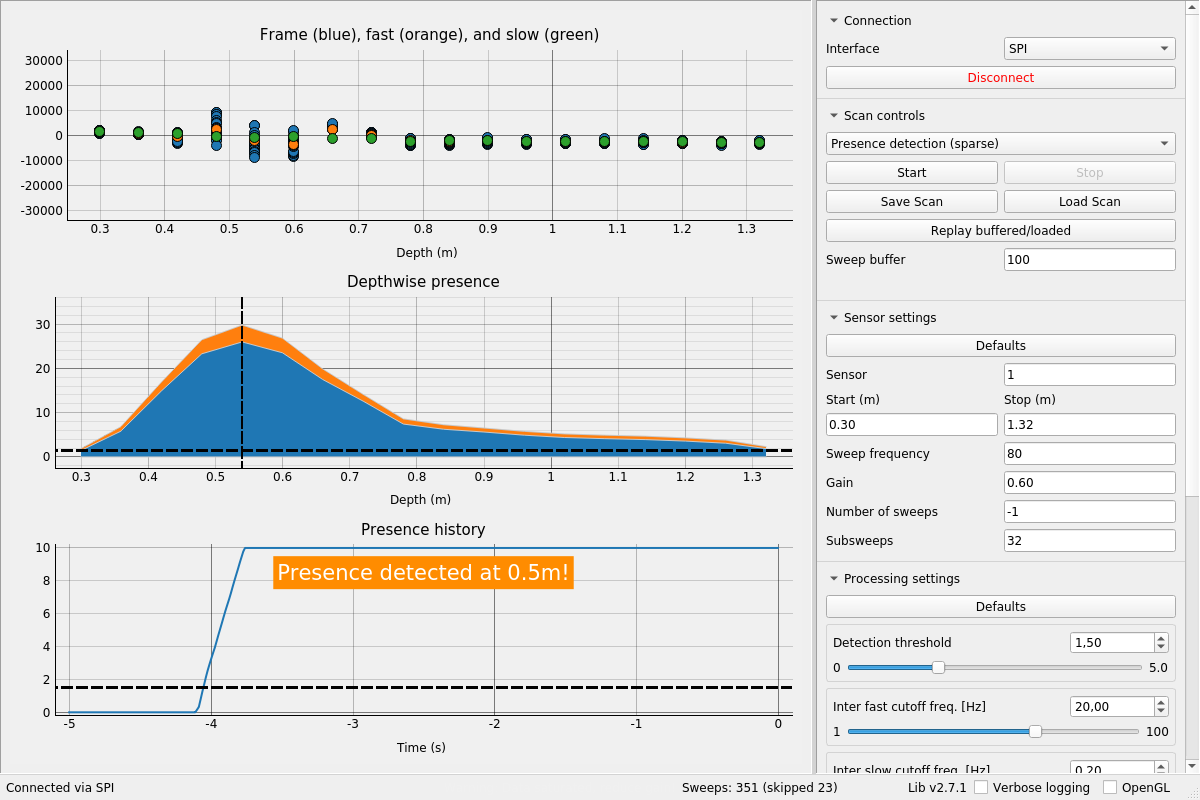 Frame (blue), fast (orange), and slow (green)
30000
20000
10000
0
-10000
-20000
-30000
0.3 0.4 0.5 0.6 0.7 0.8 0.9 1 1.1 1.2 1.3
Depth (m)
Depthwise presence
30
20
10
0
0.3 0.4 0.5 0.6 0.7 0.8 0.9 1 1.1 1.2 1.3
Depth (m)
Presence history
10
8
6
4
2
0
Presence detected at 0.5m!
-5 -4 -3 -2 -1 0
Time (s)
Connection
Interface SPI
Disconnect
Scan controls
Presence detection (sparse)
Start Stop
Save Scan Load Scan
Replay buffered/loaded
Sweep buffer 100
Sensor settings
Defaults
Sensor 1
Start (m) Stop (m)
0.30 1.32
Sweep frequency 80
Gain 0.60
Number of sweeps -1
Subsweeps 32
Processing settings
Defaults
Detection threshold 1,50
0 5.0
Inter fast cutoff freq. [Hz] 20,00
1 100
Inter slow cutoff freq. [Hz] 0,20
Connected via SPI Sweeps: 351 (skipped 23) Lib v2.7.1 Verbose logging OpenGL